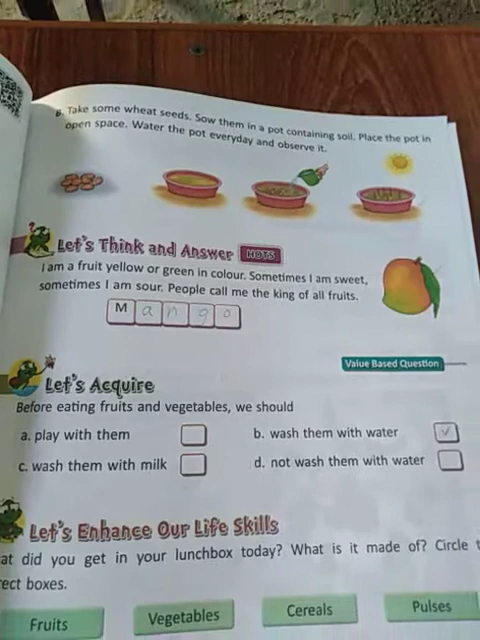 B. Take some wheat seeds. Sow them in a pot containing soil. Place the pot in
open space. Water the pot everyday and observe it.
Let's Think and Answer HOTS
I am a fruit yellow or green in colour. Sometimes I am sweet,
sometimes I am sour. People call me the king of all fruits.
M a n g o
Value Based Question
Let's Acquire
Before eating fruits and vegetables, we should
a. play with them
b. wash them with water ✓
c. wash them with milk
d. not wash them with water
Let's Enhance Our Life Skills
at did you get in your lunchbox today? What is it made of? Circle t
rect boxes.
Fruits Vegetables Cereals Pulses